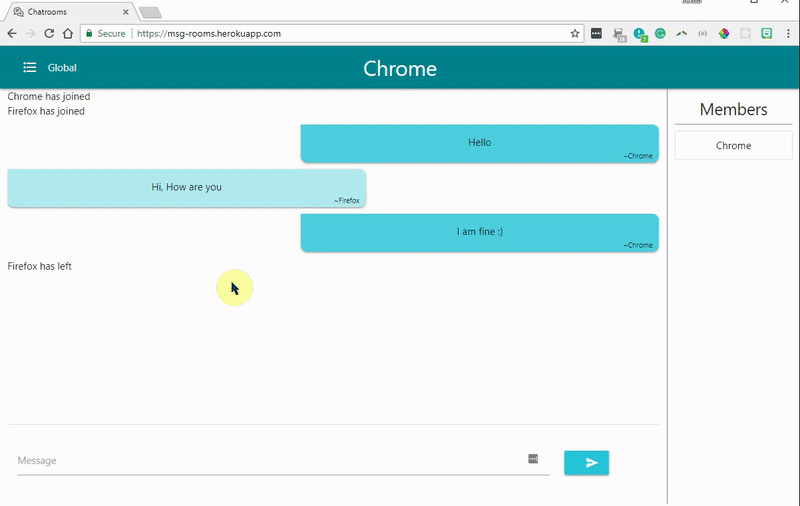 Chatrooms
Secure https://msg-rooms.herokuapp.com
Global
Chrome
Chrome has joined
Firefox has joined
Hello
~Chrome
Hi, How are you
~Firefox
I am fine :)
~Chrome
Firefox has left
Message
Members
Chrome